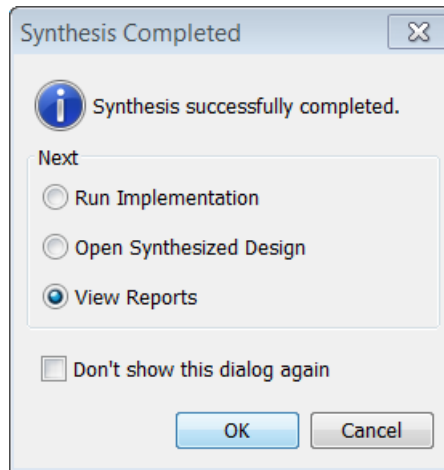 Synthesis Completed
Synthesis successfully completed.
Next
Run Implementation
Open Synthesized Design
View Reports
Don't show this dialog again
OK
Cancel